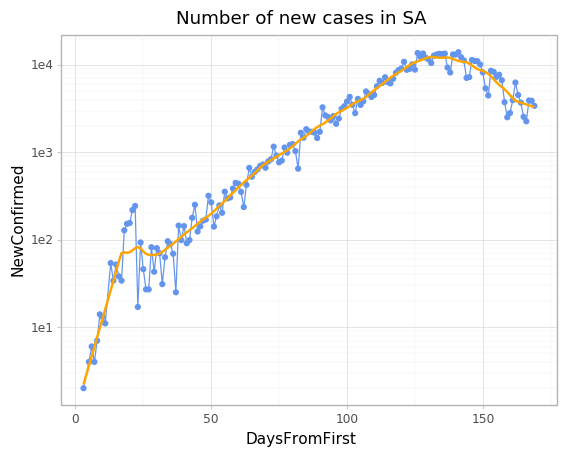 Number of new cases in SA
1e4
1e3
1e2
1e1
NewConfirmed
0
50
100
150
DaysFromFirst